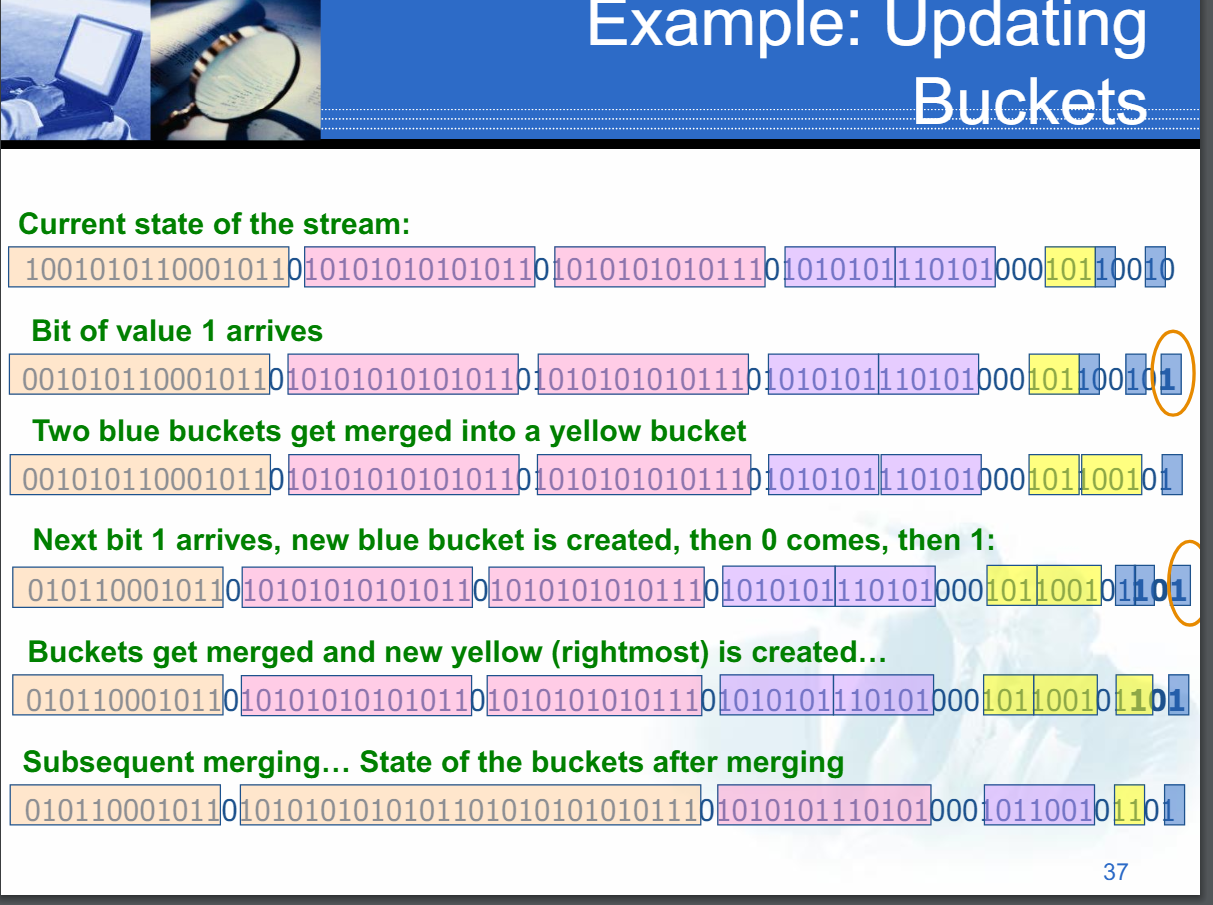 Example: Updating
Buckets
Current state of the stream:
1001010110001011010101010101011010101010101110101010111010100010110010
Bit of value 1 arrives
0010101100010110101010101010110101010101011101010101110101000101100101
Two blue buckets get merged into a yellow bucket
0010101100010110101010101010110101010101011101010101110101000101100101
Next bit 1 arrives, new blue bucket is created, then 0 comes, then 1:
0101100010110101010101010110101010101011101010101110101000101100101101
Buckets get merged and new yellow (rightmost) is created…
0101100010110101010101010110101010101011101010101110101000101100101101
Subsequent merging… State of the buckets after merging
0101100010110101010101010110101010101011101010101110101000101100101101
37